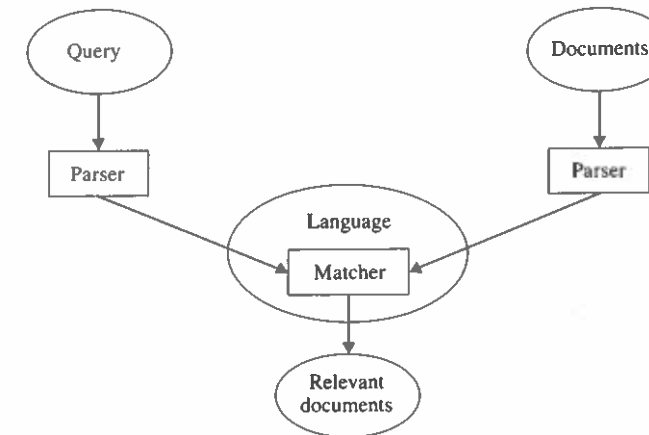 Query
Documents
Parser
Parser
Language
Matcher
Relevant
documents